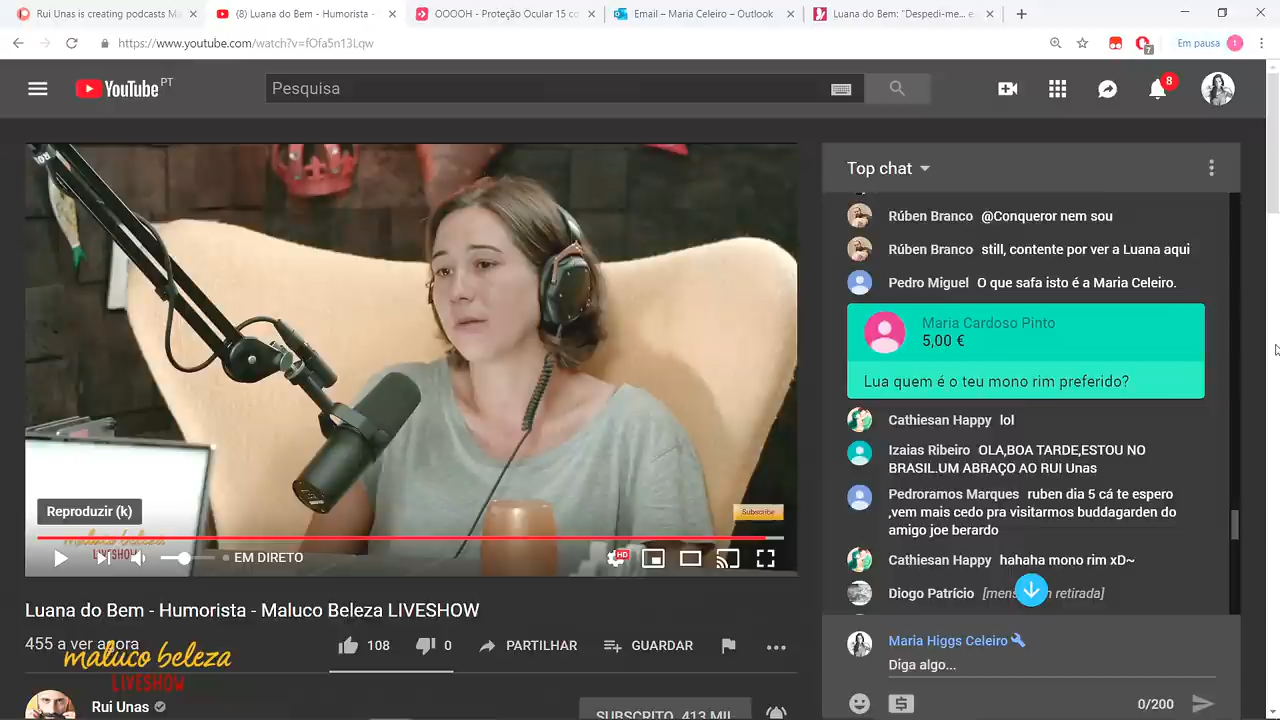 Rui Unas is creating podcasts M
(8) Luana do Bem - Humorista -
OOOOH - Proteção Ocular 15 co
Email – Maria Celeiro – Outlook
Luana do Bem: "Despedi-me... e
https://www.youtube.com/watch?v=fOfa5n13Lqw
7
Em pausa
1
YouTube PT
Pesquisa
8
Top chat
Rúben Branco @Conqueror nem sou
Rúben Branco still, contente por ver a Luana aqui
Pedro Miguel O que safa isto é a Maria Celeiro.
Maria Cardoso Pinto
5,00 €
Lua quem é o teu mono rim preferido?
Cathiesan Happy lol
Izaias Ribeiro OLA,BOA TARDE,ESTOU NO
BRASIL.UM ABRAÇO AO RUI Unas
Pedroramos Marques ruben dia 5 cá te espero
,vem mais cedo pra visitarmos buddagarden do
amigo joe berardo
Cathiesan Happy hahaha mono rim xD~
Diogo Patrício retirada]
Maria Higgs Celeiro
Diga algo...
0/200
Reproduzir (k)
Subscribe
maluco beleza
LIVESHOW
EM DIRETO
HD
Luana do Bem - Humorista - Maluco Beleza LIVESHOW
455 a ver agora
108
0
PARTILHAR
GUARDAR
maluco beleza
LIVESHOW
Rui Unas
SUBSCRITO 413 MIL